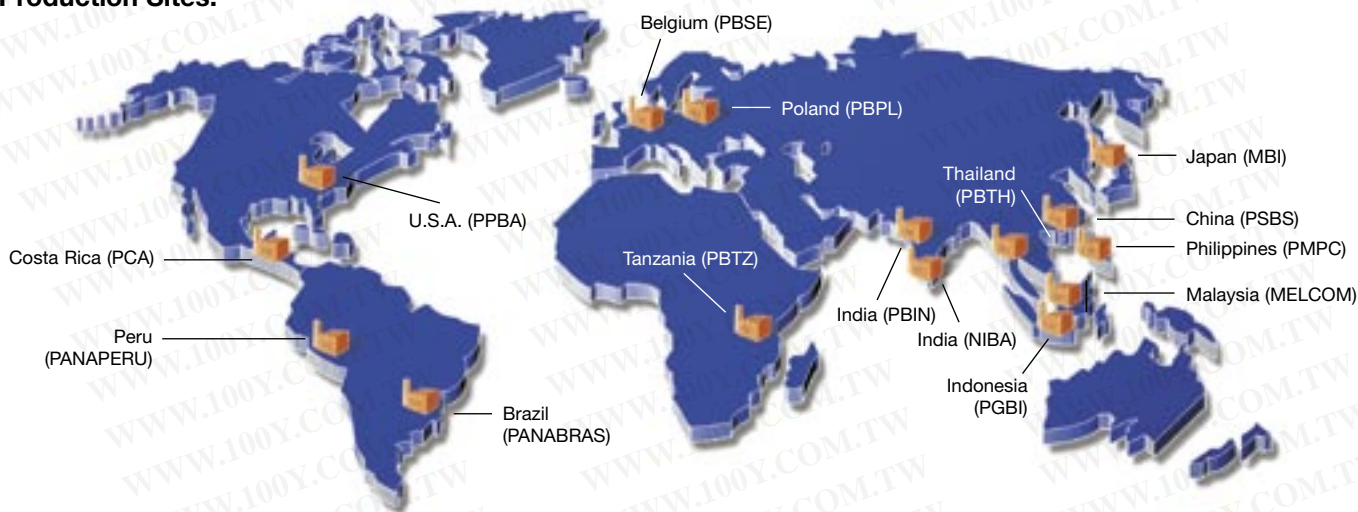 Production Sites:
Belgium (PBSE)
Poland (PBPL)
Japan (MBI)
Thailand
(PBTH)
U.S.A. (PPBA)
China (PSBS)
Costa Rica (PCA)
Tanzania (PBTZ)
Philippines (PMPC)
Malaysia (MELCOM)
India (PBIN)
India (NIBA)
Peru
(PANAPERU)
Indonesia
(PGBI)
Brazil
(PANABRAS)
WWW.100Y.COM.TW